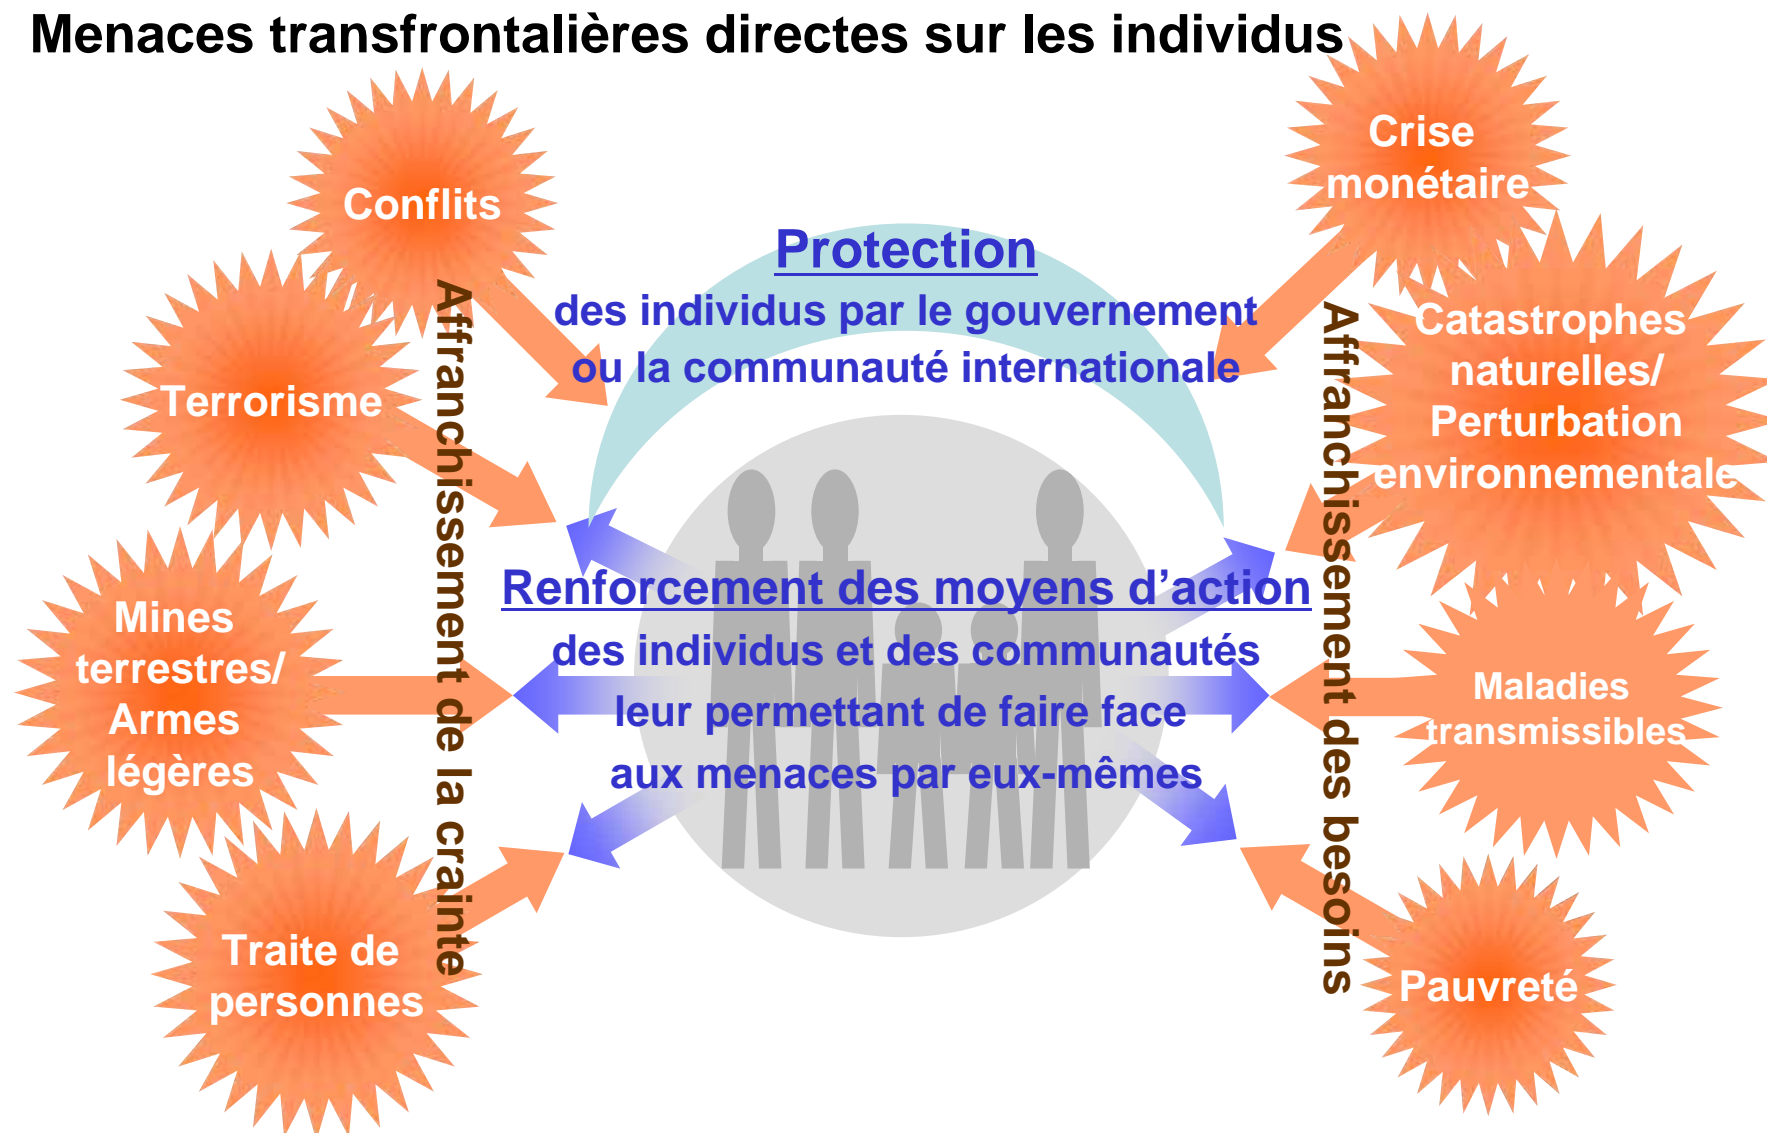 Menaces transfrontalières directes sur les individus
Conflits
Terrorisme
Mines
terrestres/
Armes
légères
Traite de
personnes
Affranchissement de la crainte
Protection
des individus par le gouvernement
ou la communauté internationale
Renforcement des moyens d’action
des individus et des communautés
leur permettant de faire face
aux menaces par eux-mêmes
Affranchissement des besoins
Crise
monétaire
Catastrophes
naturelles/
Perturbation
environnementale
Maladies
transmissibles
Pauvreté